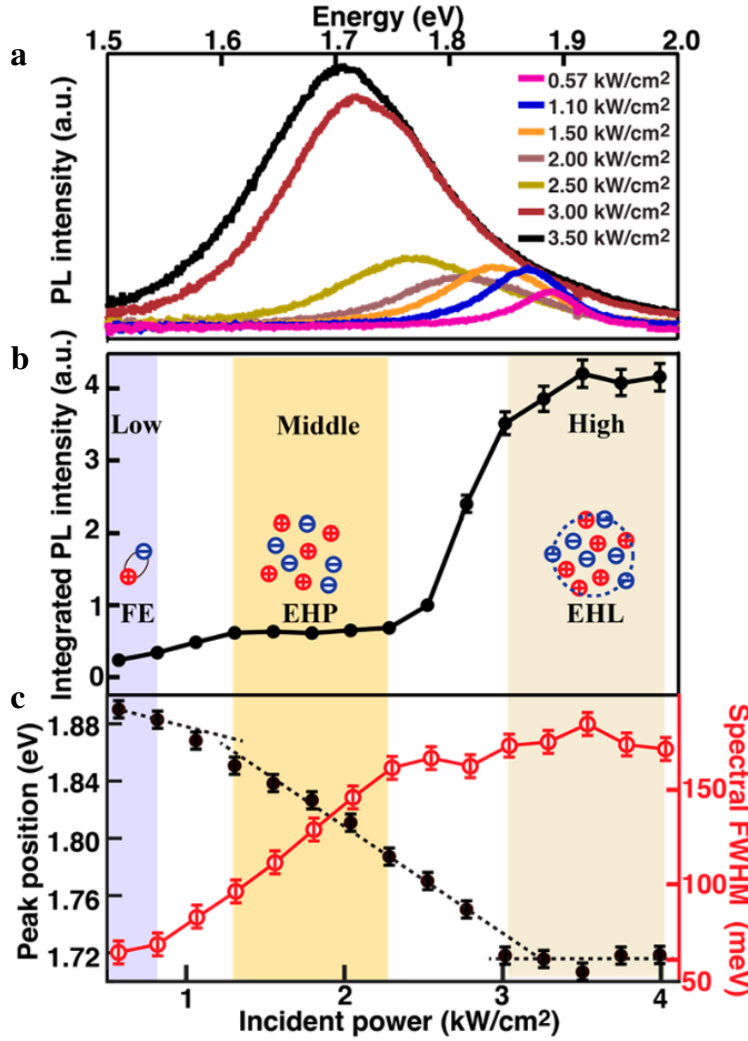 Energy (eV)
1.5 1.6 1.7 1.8 1.9 2.0
a
PL intensity (a.u.)
0.57 kW/cm2
1.10 kW/cm2
1.50 kW/cm2
2.00 kW/cm2
2.50 kW/cm2
3.00 kW/cm2
3.50 kW/cm2
b
Integrated PL intensity (a.u.)
4
3
2
1
0
Low Middle High
FE EHP EHL
c
Peak position (eV)
1.88
1.84
1.80
1.76
1.72
Spectral FWHM (meV)
150
100
50
60
1 2 3 4
Incident power (kW/cm2)